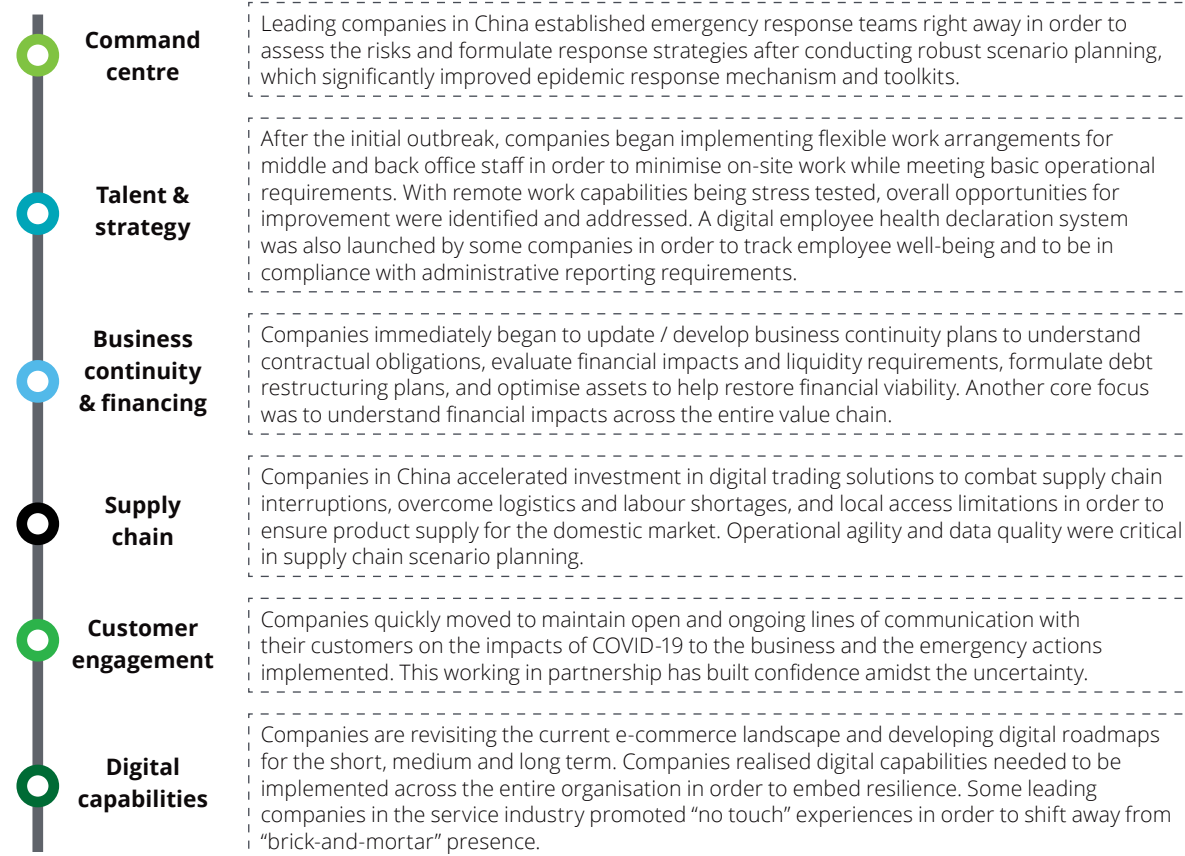 Command
centre
Leading companies in China established emergency response teams right away in order to
assess the risks and formulate response strategies after conducting robust scenario planning,
which significantly improved epidemic response mechanism and toolkits.
Talent &
strategy
After the initial outbreak, companies began implementing flexible work arrangements for
middle and back office staff in order to minimise on-site work while meeting basic operational
requirements. With remote work capabilities being stress tested, overall opportunities for
improvement were identified and addressed. A digital employee health declaration system
was also launched by some companies in order to track employee well-being and to be in
compliance with administrative reporting requirements.
Business
continuity
& financing
Companies immediately began to update / develop business continuity plans to understand
contractual obligations, evaluate financial impacts and liquidity requirements, formulate debt
restructuring plans, and optimise assets to help restore financial viability. Another core focus
was to understand financial impacts across the entire value chain.
Supply
chain
Companies in China accelerated investment in digital trading solutions to combat supply chain
interruptions, overcome logistics and labour shortages, and local access limitations in order to
ensure product supply for the domestic market. Operational agility and data quality were critical
in supply chain scenario planning.
Customer
engagement
Companies quickly moved to maintain open and ongoing lines of communication with
their customers on the impacts of COVID-19 to the business and the emergency actions
implemented. This working in partnership has built confidence amidst the uncertainty.
Digital
capabilities
Companies are revisiting the current e-commerce landscape and developing digital roadmaps
for the short, medium and long term. Companies realised digital capabilities needed to be
implemented across the entire organisation in order to embed resilience. Some leading
companies in the service industry promoted “no touch” experiences in order to shift away from
“brick-and-mortar” presence.